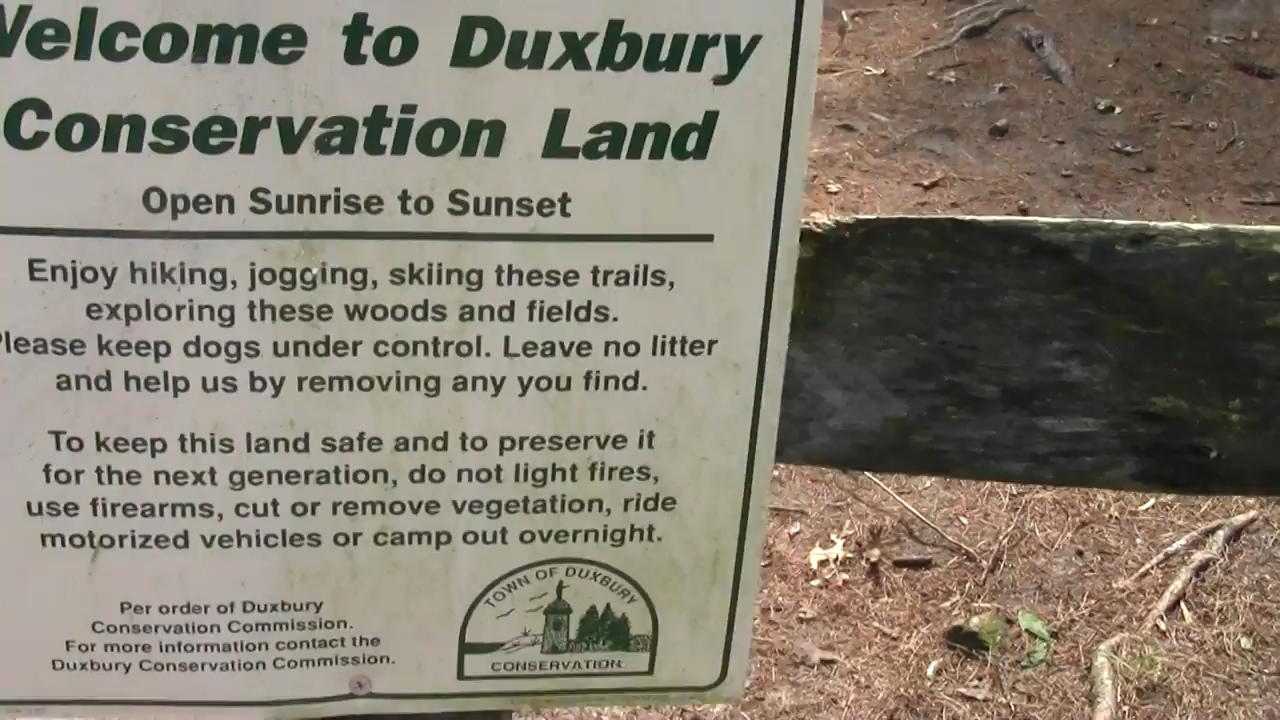 Welcome to Duxbury
Conservation Land
Open Sunrise to Sunset
Enjoy hiking, jogging, skiing these trails,
exploring these woods and fields.
Please keep dogs under control. Leave no litter
and help us by removing any you find.
To keep this land safe and to preserve it
for the next generation, do not light fires,
use firearms, cut or remove vegetation, ride
motorized vehicles or camp out overnight.
Per order of Duxbury
Conservation Commission.
For more information contact the
Duxbury Conservation Commission.
TOWN OF DUXBURY
CONSERVATION